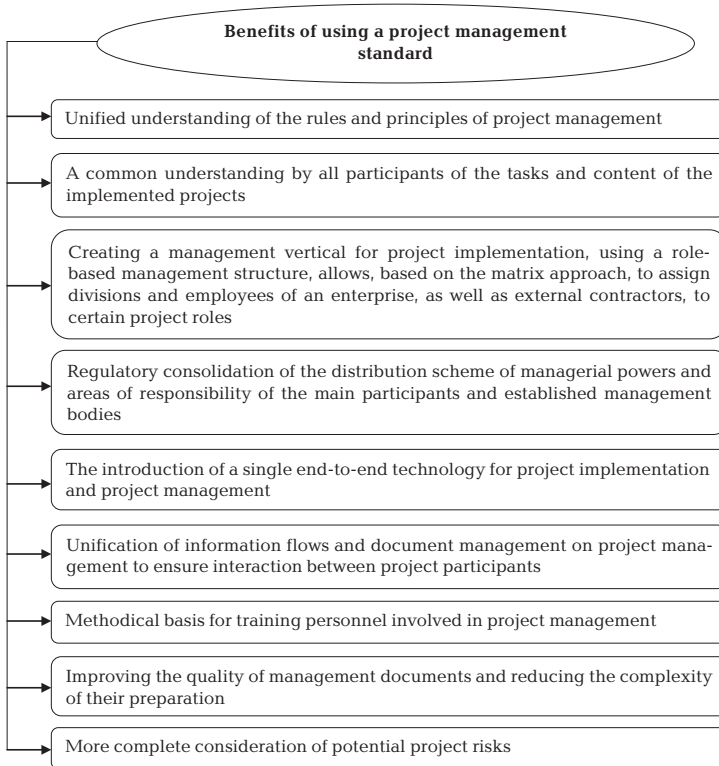 Benefits of using a project management
standard
Unified understanding of the rules and principles of project management
A common understanding by all participants of the tasks and content of the
implemented projects
Creating a management vertical for project implementation, using a role-
based management structure, allows, based on the matrix approach, to assign
divisions and employees of an enterprise, as well as external contractors, to
certain project roles
Regulatory consolidation of the distribution scheme of managerial powers and
areas of responsibility of the main participants and established management
bodies
The introduction of a single end-to-end technology for project implementation
and project management
Unification of information flows and document management on project mana-
gement to ensure interaction between project participants
Methodical basis for training personnel involved in project management
Improving the quality of management documents and reducing the complexity
of their preparation
More complete consideration of potential project risks